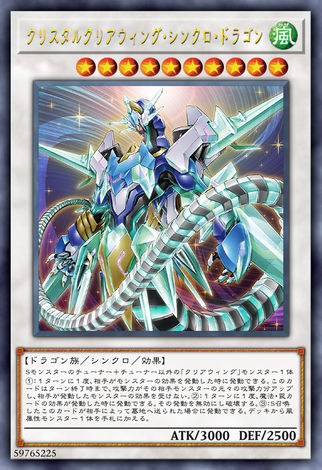 クリスタルクリアウィング・シンクロ・ドラゴン
風
【ドラゴン族／シンクロ／効果】
Sモンスターのチューナー＋チューナー以外の「クリアウィング」モンスター１体
①：１ターンに１度、相手がモンスターの効果を発動した時に発動できる。このカ
ードはターン終了時まで、攻撃力がその相手モンスターの元々の攻撃力分アップ
し、相手が発動したモンスターの効果を受けない。②：１ターンに１度、魔法・罠カ
ードの効果が発動した時に発動できる。その発動を無効にし破壊する。③：S召喚
したこのカードが相手によって墓地へ送られた場合に発動できる。デッキから風
属性モンスター１体を手札に加える。
ATK/3000 DEF/2500
59765225